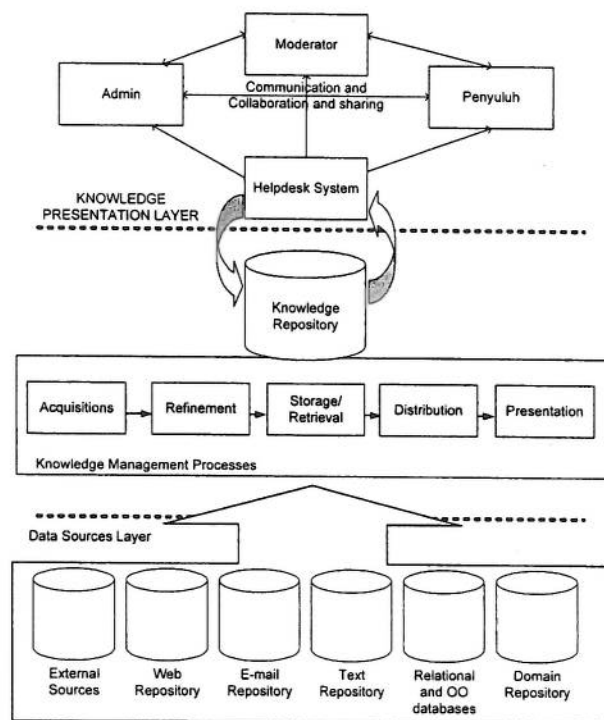 Moderator
Admin
Communication and
Collaboration and sharing
Penyuluh
Helpdesk System
KNOWLEDGE
PRESENTATION LAYER
Knowledge
Repository
Acquisitions
Refinement
Storage/
Retrieval
Distribution
Presentation
Knowledge Management Processes
Data Sources Layer
External
Sources
Web
Repository
E-mail
Repository
Text
Repository
Relational
and OO
databases
Domain
Repository